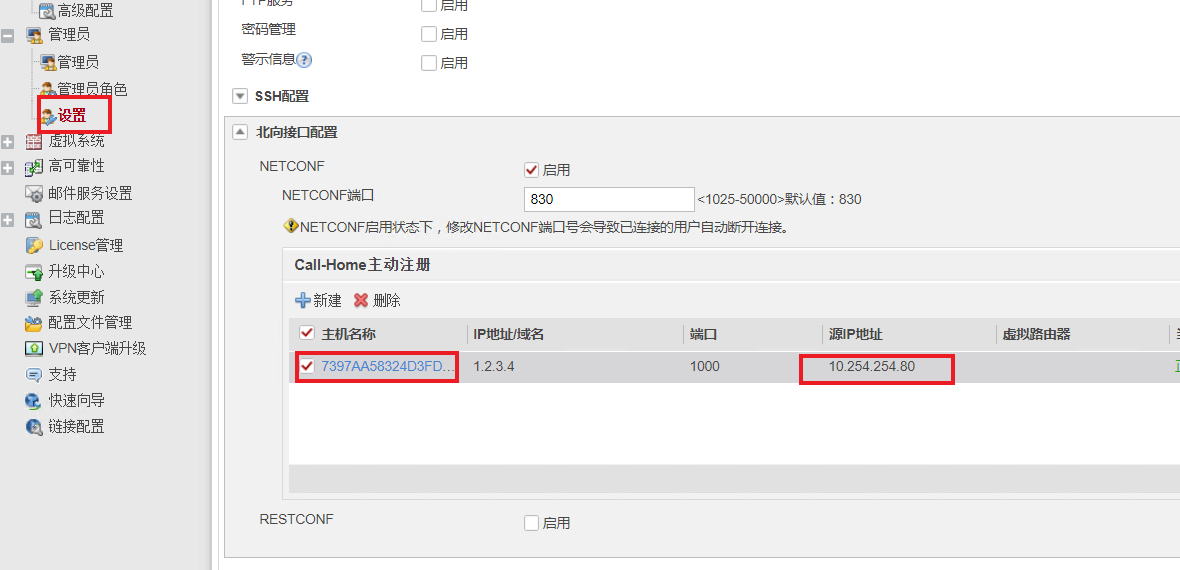 高级配置
管理员
管理员
管理员角色
设置
虚拟系统
高可靠性
邮件服务设置
日志配置
License管理
升级中心
系统更新
配置文件管理
VPN客户端升级
支持
快速向导
链接配置
启用
密码管理 启用
警示信息 启用
SSH配置
北向接口配置
NETCONF 启用
NETCONF端口 830 <1025-50000>默认值：830
NETCONF启用状态下，修改NETCONF端口号会导致已连接的用户自动断开连接。
Call-Home主动注册
新建 删除
主机名称 IP地址/域名 端口 源IP地址 虚拟路由器
7397AA58324D3FD... 1.2.3.4 1000 10.254.254.80
RESTCONF 启用